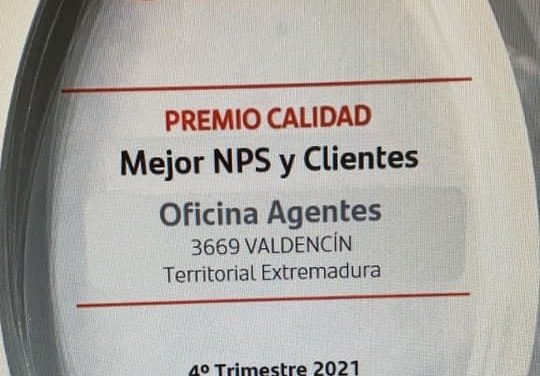 PREMIO CALIDAD
Mejor NPS y Clientes
Oficina Agentes
3669 VALDENCÍN
Territorial Extremadura
4º Trimestre 2021